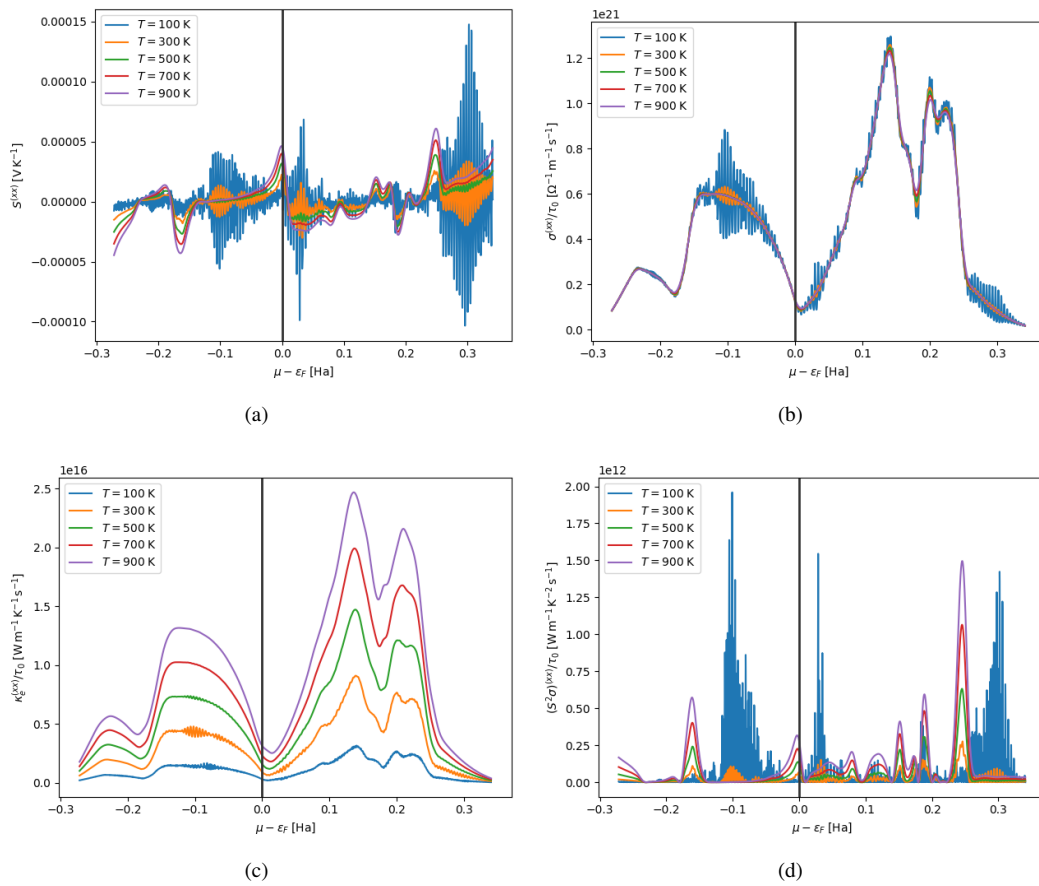 0.00015
0.00010
0.00005
0.00000
−0.00005
−0.00010
S^(xx) [V K⁻¹]
T = 100 K
T = 300 K
T = 500 K
T = 700 K
T = 900 K
−0.3 −0.2 −0.1 0.0 0.1 0.2 0.3
μ − ε_F [Ha]
(a)
1e21
1.2
0.9
0.6
0.4
0.1
0.0
σ^(xx)/τ₀ [Ω⁻¹ m⁻¹ s⁻¹]
T = 100 K
T = 300 K
T = 500 K
T = 700 K
T = 900 K
−0.3 −0.2 −0.1 0.0 0.1 0.2 0.3
μ − ε_F [Ha]
(b)
1e16
2.5
2.0
1.6
1.0
0.5
0.0
κ_e^(xx)/τ₀ [W m⁻¹ K⁻¹ s⁻¹]
T = 100 K
T = 300 K
T = 500 K
T = 700 K
T = 900 K
−0.3 −0.2 −0.1 0.0 0.1 0.2 0.3
μ − ε_F [Ha]
(c)
1e12
2.00
1.75
1.50
1.25
1.00
0.75
0.50
0.25
0.00
(S²σ)^(xx)/τ₀ [W m⁻¹ K⁻² s⁻¹]
T = 100 K
T = 300 K
T = 500 K
T = 700 K
T = 900 K
−0.3 −0.2 −0.1 0.0 0.1 0.2 0.3
μ − ε_F [Ha]
(d)